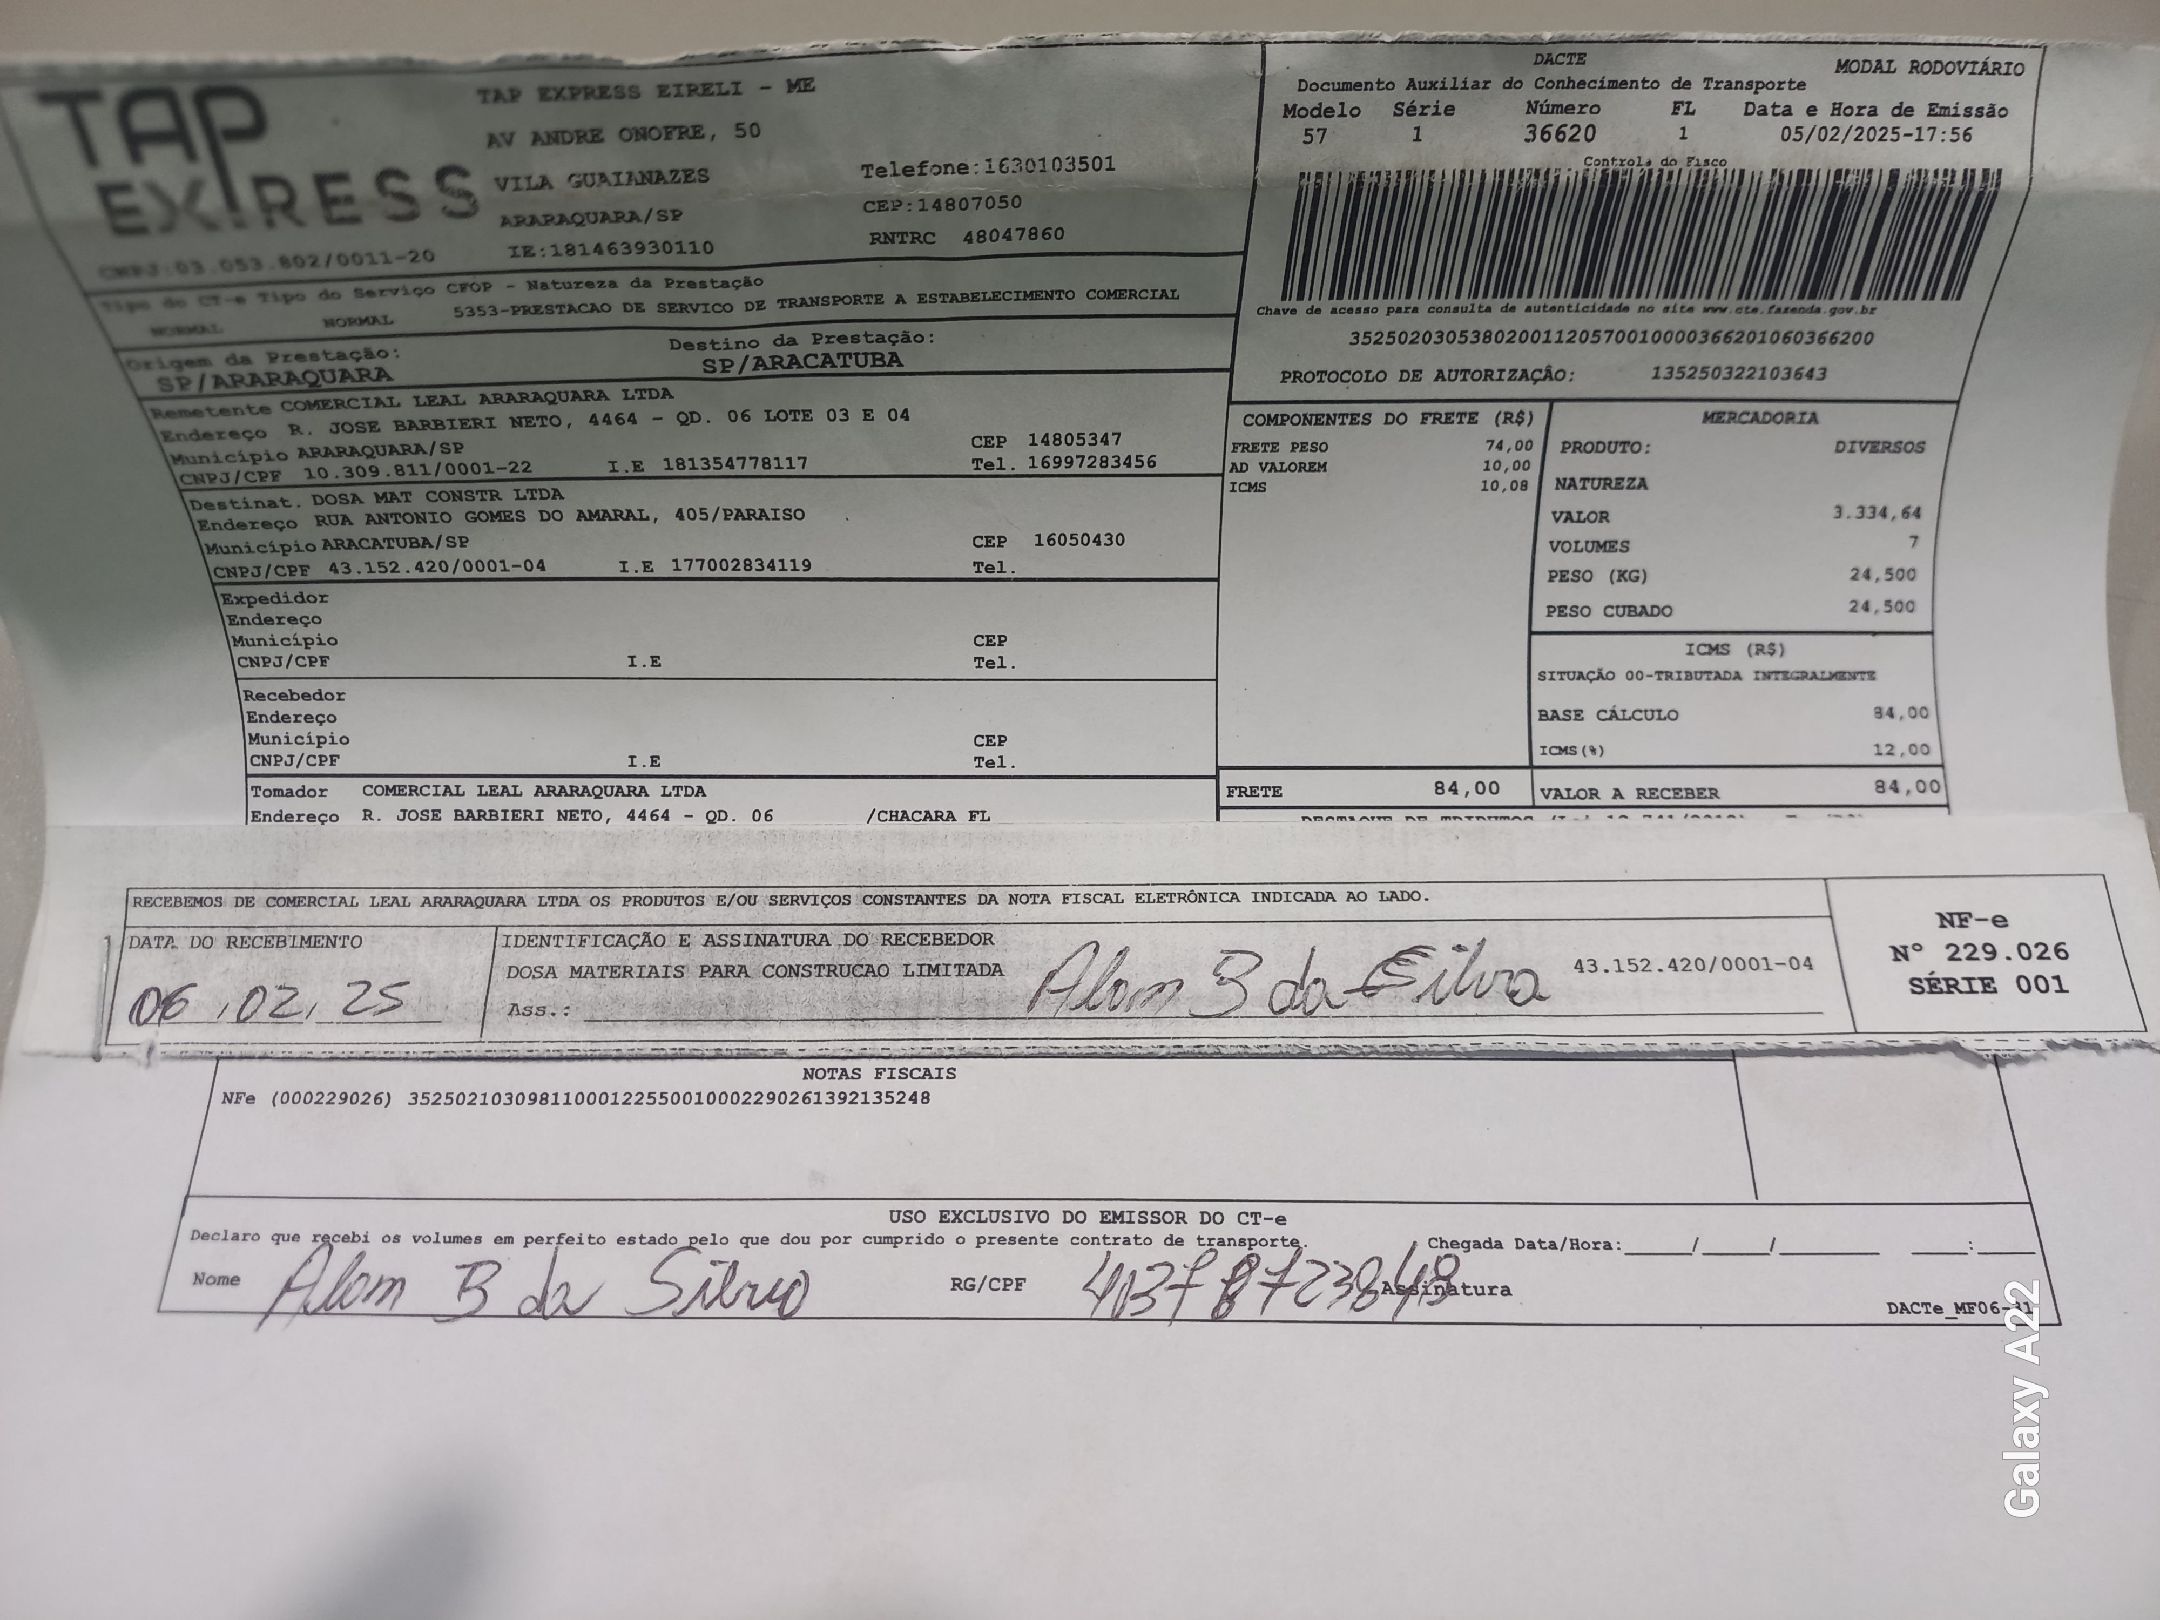 TAP EXPRESS
TAP EXPRESS EIRELI - ME
AV ANDRE ONOFRE, 50
VILA GUAIANAZES
ARARAQUARA/SP
IE:181463930110
Telefone:1630103501
CEP:14807050
RNTRC 48047860
CNPJ:03.053.802/0011-20
DACTE
MODAL RODOVIÁRIO
Documento Auxiliar do Conhecimento de Transporte
Modelo Série Número FL Data e Hora de Emissão
57 1 36620 1 05/02/2025-17:56
Controle do Fisco
Chave de acesso para consulta de autenticidade no site www.cte.fazenda.gov.br
35250203053802001120570010000366201060366200
PROTOCOLO DE AUTORIZAÇÂO: 135250322103643
Tipo do CT-e Tipo do Serviço CFOP - Natureza da Prestação
NORMAL NORMAL 5353-PRESTACAO DE SERVICO DE TRANSPORTE A ESTABELECIMENTO COMERCIAL
Origem da Prestação: Destino da Prestação:
SP/ARARAQUARA SP/ARACATUBA
Remetente COMERCIAL LEAL ARARAQUARA LTDA
Endereço R. JOSE BARBIERI NETO, 4464 - QD. 06 LOTE 03 E 04
Município ARARAQUARA/SP CEP 14805347
CNPJ/CPF 10.309.811/0001-22 I.E 181354778117 Tel. 16997283456
Destinat. DOSA MAT CONSTR LTDA
Endereço RUA ANTONIO GOMES DO AMARAL, 405/PARAISO
Município ARACATUBA/SP CEP 16050430
CNPJ/CPF 43.152.420/0001-04 I.E 177002834119 Tel.
Expedidor
Endereço
Município CEP
CNPJ/CPF I.E Tel.
Recebedor
Endereço
Município CEP
CNPJ/CPF I.E Tel.
Tomador COMERCIAL LEAL ARARAQUARA LTDA
Endereço R. JOSE BARBIERI NETO, 4464 - QD. 06 /CHACARA FL
COMPONENTES DO FRETE (R$)
FRETE PESO 74,00
AD VALOREM 10,00
ICMS 10,08
FRETE 84,00
MERCADORIA
PRODUTO: DIVERSOS
NATUREZA
VALOR 3.334,64
VOLUMES 7
PESO (KG) 24,500
PESO CUBADO 24,500
ICMS (R$)
SITUAÇÃO 00-TRIBUTADA INTEGRALMENTE
BASE CÁLCULO 84,00
ICMS(%) 12,00
VALOR A RECEBER 84,00
RECEBEMOS DE COMERCIAL LEAL ARARAQUARA LTDA OS PRODUTOS E/OU SERVIÇOS CONSTANTES DA NOTA FISCAL ELETRÔNICA INDICADA AO LADO.
DATA DO RECEBIMENTO
06,02,25
IDENTIFICAÇÃO E ASSINATURA DO RECEBEDOR
DOSA MATERIAIS PARA CONSTRUCAO LIMITADA 43.152.420/0001-04
Ass.: Alam B da Silva
NF-e
Nº 229.026
SÉRIE 001
NOTAS FISCAIS
NFe (000229026) 35250210309811000122550010002290261392135248
USO EXCLUSIVO DO EMISSOR DO CT-e
Declaro que recebi os volumes em perfeito estado pelo que dou por cumprido o presente contrato de transporte.
Chegada Data/Hora:____/____/______ ___:___
Nome Alam B da Silva RG/CPF Assinatura
DACTe_MF06-
Galaxy A22